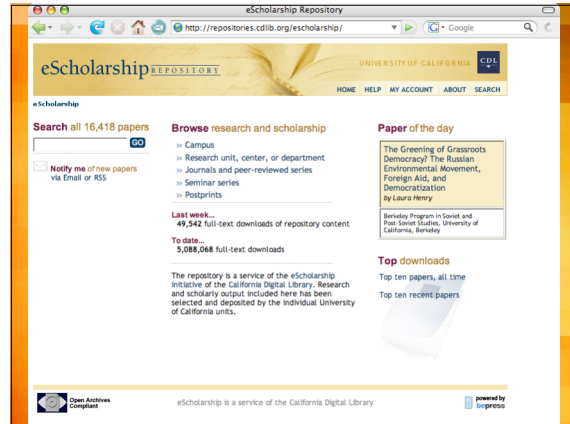 eScholarship Repository
http://repositories.cdlib.org/escholarship/
G Google
eScholarship REPOSITORY
UNIVERSITY OF CALIFORNIA
CDL
HOME HELP MY ACCOUNT ABOUT SEARCH
eScholarship
Search all 16,418 papers
GO
Notify me of new papers
via Email or RSS
Browse research and scholarship
» Campus
» Research unit, center, or department
» Journals and peer-reviewed series
» Seminar series
» Postprints
Last week...
49,542 full-text downloads of repository content
To date...
5,088,068 full-text downloads
The repository is a service of the eScholarship
initiative of the California Digital Library. Research
and scholarly output included here has been
selected and deposited by the individual University
of California units.
Paper of the day
The Greening of Grassroots
Democracy? The Russian
Environmental Movement,
Foreign Aid, and
Democratization
by Laura Henry
Berkeley Program in Soviet and
Post-Soviet Studies, University of
California, Berkeley
Top downloads
Top ten papers, all time
Top ten recent papers
Open Archives
Compliant
eScholarship is a service of the California Digital Library
powered by
bepress